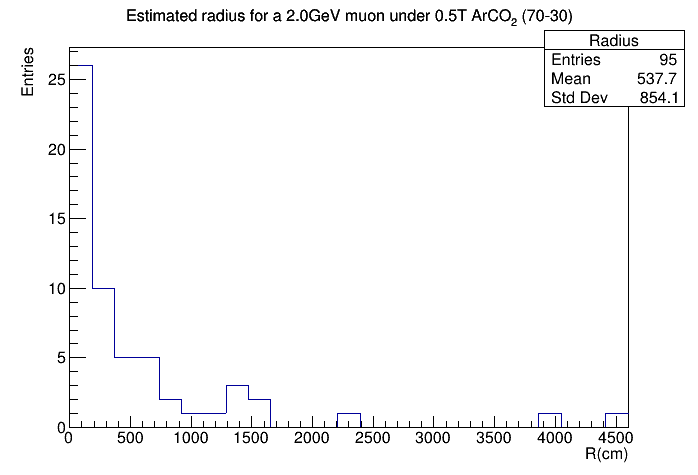 Estimated radius for a 2.0GeV muon under 0.5T ArCO₂ (70-30)
Radius
Entries 95
Mean 537.7
Std Dev 854.1
Entries
25
20
15
10
5
0
0 500 1000 1500 2000 2500 3000 3500 4000 4500
R(cm)